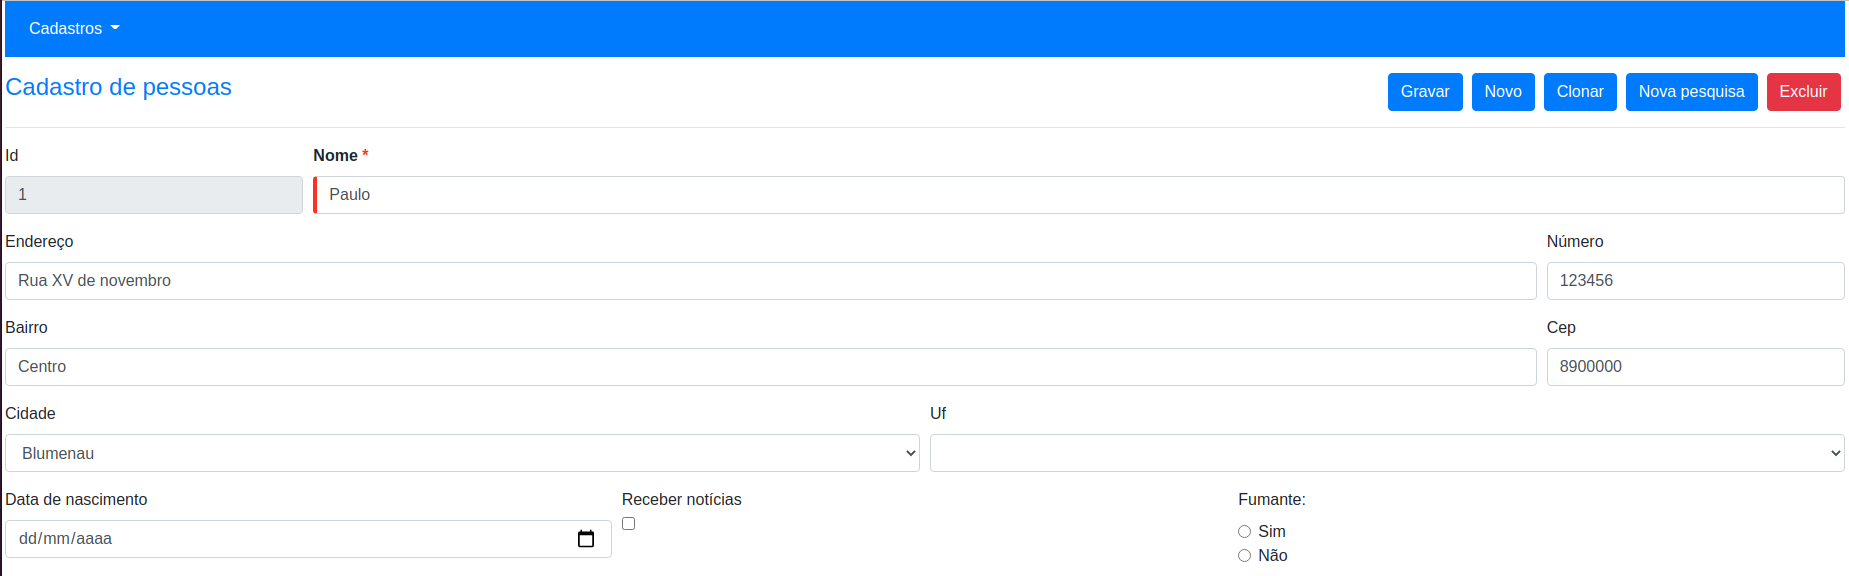 Cadastros
Cadastro de pessoas
Gravar Novo Clonar Nova pesquisa Excluir
Id Nome *
1 Paulo
Endereço Número
Rua XV de novembro 123456
Bairro Cep
Centro 8900000
Cidade Uf
Blumenau
Data de nascimento Receber notícias Fumante:
dd/mm/aaaa
Sim
Não